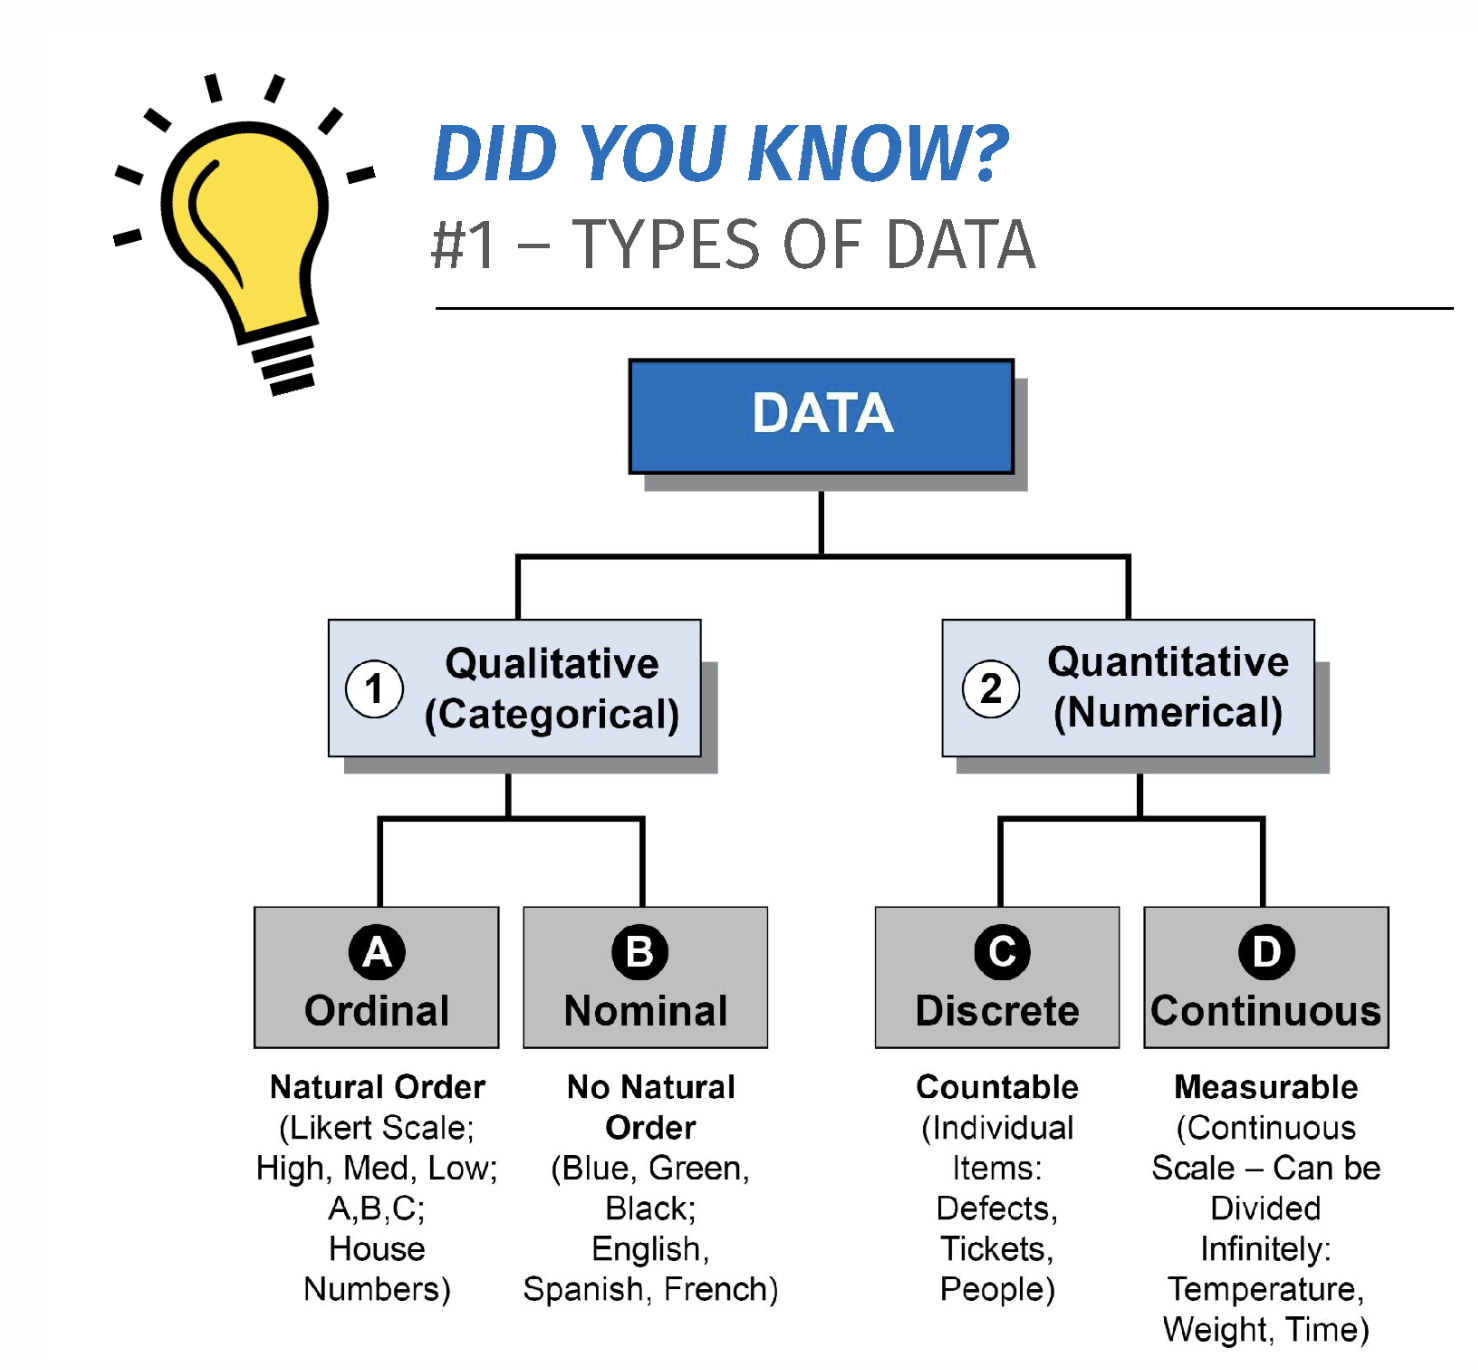 DID YOU KNOW?
#1 – TYPES OF DATA
DATA
1
Qualitative
(Categorical)
2
Quantitative
(Numerical)
A
Ordinal
Natural Order
(Likert Scale;
High, Med, Low;
A,B,C;
House
Numbers)
B
Nominal
No Natural
Order
(Blue, Green,
Black;
English,
Spanish, French)
C
Discrete
Countable
(Individual
Items:
Defects,
Tickets,
People)
D
Continuous
Measurable
(Continuous
Scale – Can be
Divided
Infinitely:
Temperature,
Weight, Time)